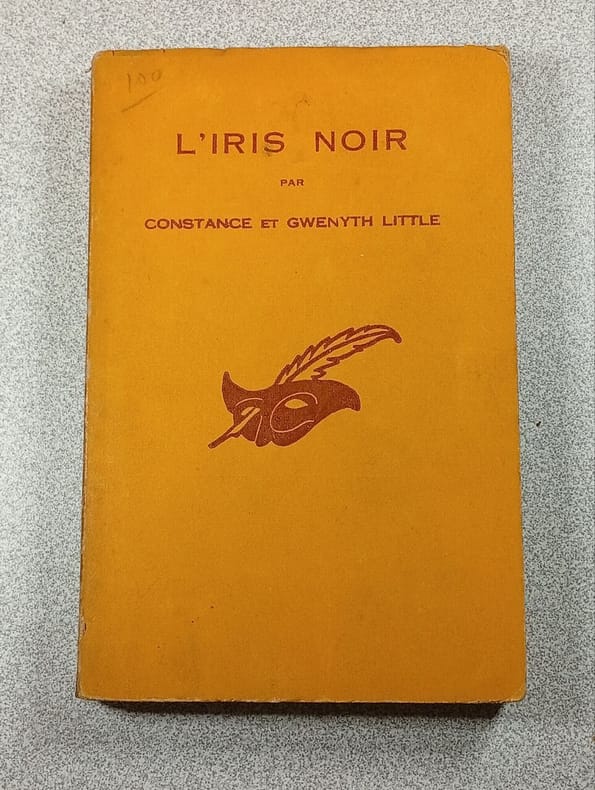 100
L'IRIS NOIR
PAR
CONSTANCE ET GWENYTH LITTLE